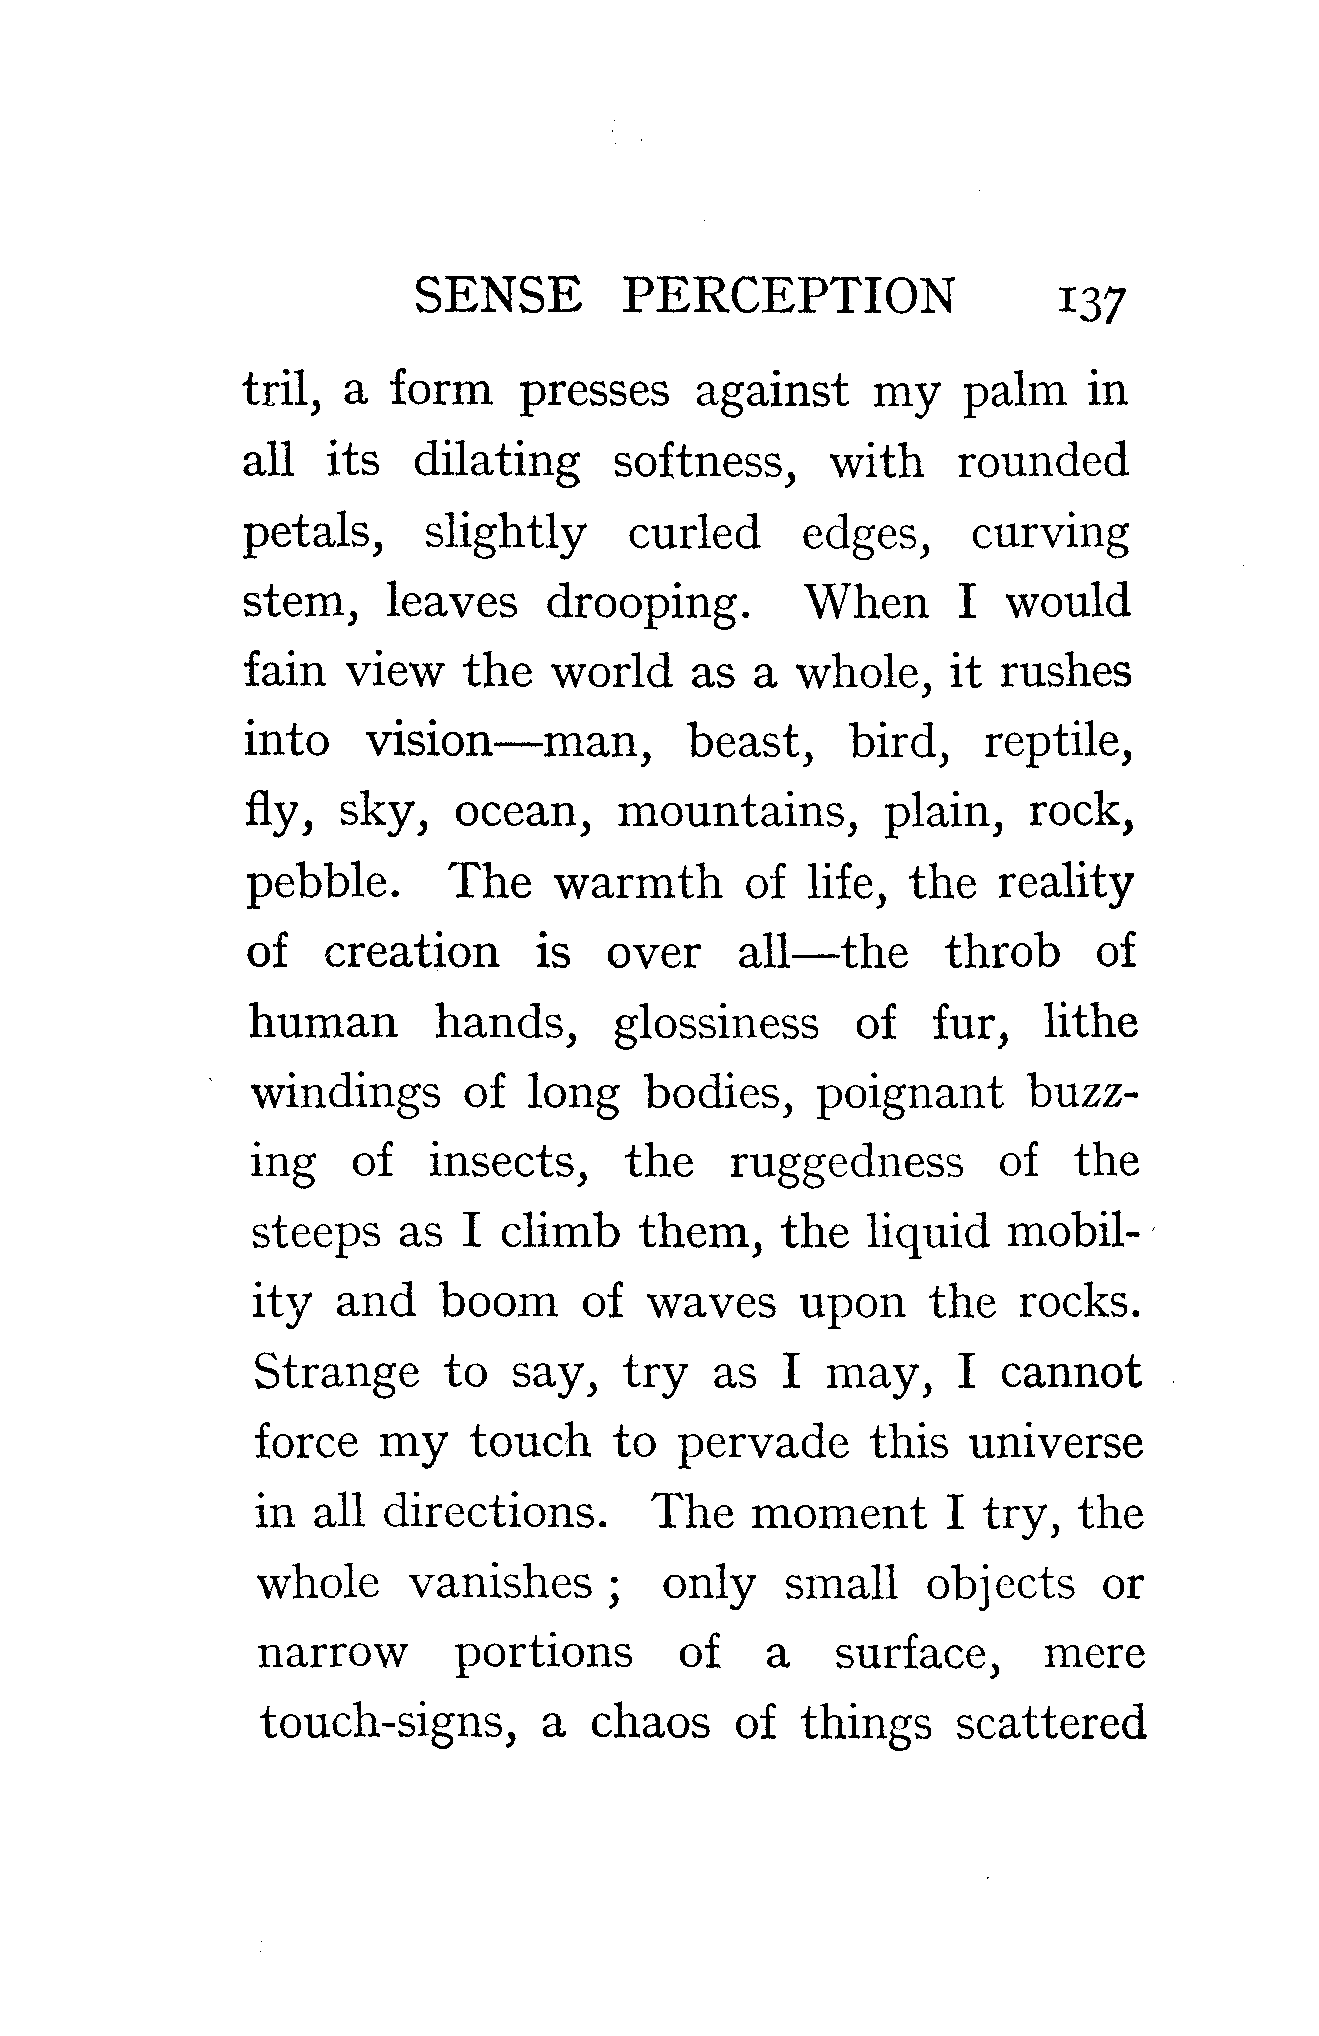 SENSE PERCEPTION 137
tril, a form presses against my palm in
all its dilating softness, with rounded
petals, slightly curled edges, curving
stem, leaves drooping. When I would
fain view the world as a whole, it rushes
into vision—man, beast, bird, reptile,
fly, sky, ocean, mountains, plain, rock,
pebble. The warmth of life, the reality
of creation is over all—the throb of
human hands, glossiness of fur, lithe
windings of long bodies, poignant buzz-
ing of insects, the ruggedness of the
steeps as I climb them, the liquid mobil-
ity and boom of waves upon the rocks.
Strange to say, try as I may, I cannot
force my touch to pervade this universe
in all directions. The moment I try, the
whole vanishes ; only small objects or
narrow portions of a surface, mere
touch-signs, a chaos of things scattered